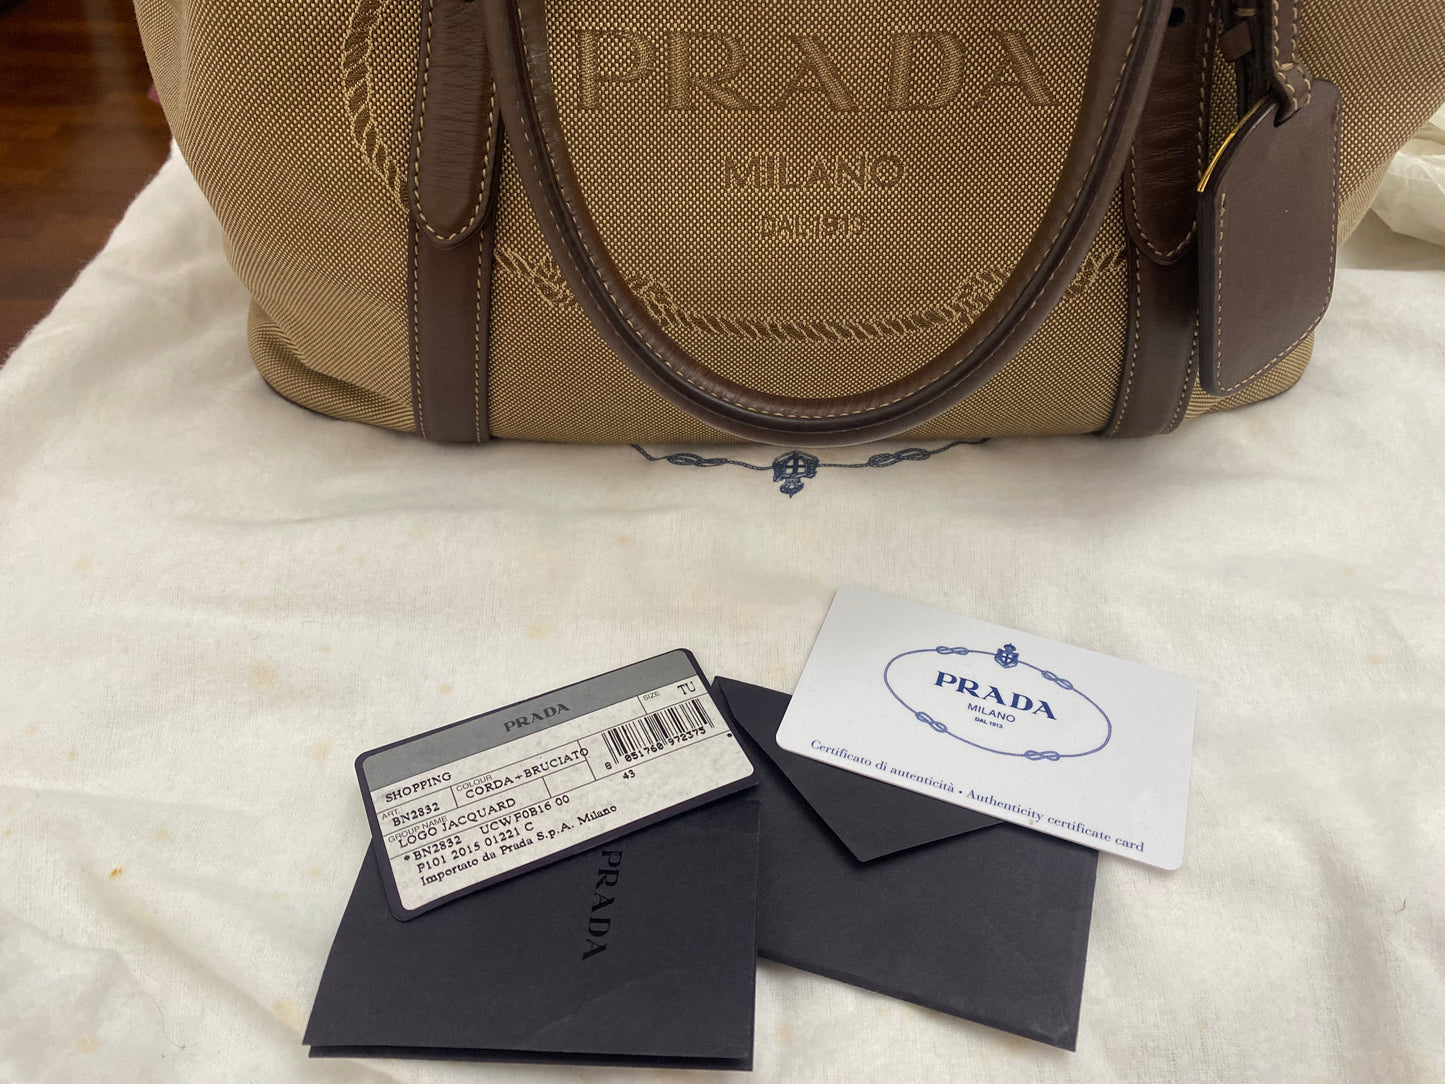 PRADA
MILANO
DAL 1913
PRADA
SIZE TU
SHOPPING
COLOUR
CORDA+BRUCIATO
ART.
BN2832
8 051760 972375 *
43
GROUP NAME
LOGO JACQUARD
* BN2832 UCWF0B16 00
P101 2015 01221 C
Importato da Prada S.p.A. Milano
PRADA
PRADA
MILANO
DAL 1913
Certificato di autenticità • Authenticity certificate card